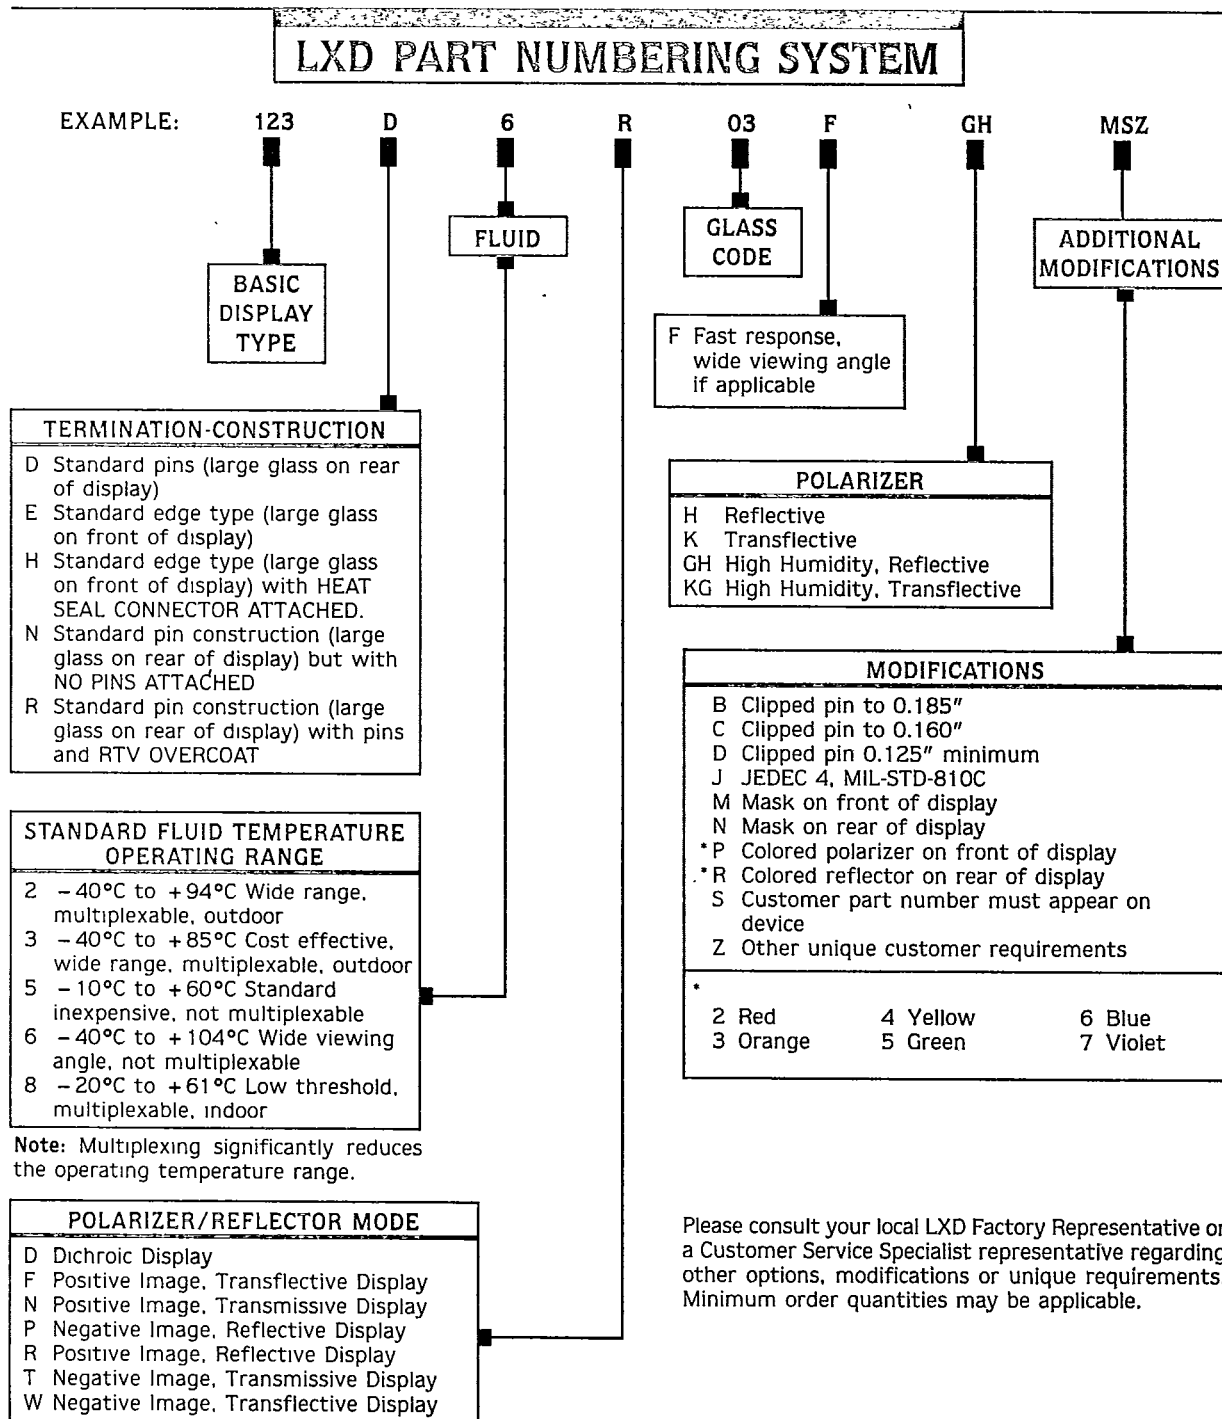 LXD PART NUMBERING SYSTEM
EXAMPLE: 123 D 6 R 03 F GH MSZ
BASIC
DISPLAY
TYPE
FLUID
GLASS
CODE
ADDITIONAL
MODIFICATIONS
F Fast response,
wide viewing angle
if applicable
TERMINATION-CONSTRUCTION
D Standard pins (large glass on rear
of display)
E Standard edge type (large glass
on front of display)
H Standard edge type (large glass
on front of display) with HEAT
SEAL CONNECTOR ATTACHED.
N Standard pin construction (large
glass on rear of display) but with
NO PINS ATTACHED
R Standard pin construction (large
glass on rear of display) with pins
and RTV OVERCOAT
POLARIZER
H Reflective
K Transflective
GH High Humidity, Reflective
KG High Humidity, Transflective
MODIFICATIONS
B Clipped pin to 0.185″
C Clipped pin to 0.160″
D Clipped pin 0.125″ minimum
J JEDEC 4, MIL-STD-810C
M Mask on front of display
N Mask on rear of display
*P Colored polarizer on front of display
*R Colored reflector on rear of display
S Customer part number must appear on
device
Z Other unique customer requirements
*
2 Red 4 Yellow 6 Blue
3 Orange 5 Green 7 Violet
STANDARD FLUID TEMPERATURE
OPERATING RANGE
2 -40°C to +94°C Wide range,
multiplexable, outdoor
3 -40°C to +85°C Cost effective,
wide range, multiplexable, outdoor
5 -10°C to +60°C Standard
inexpensive, not multiplexable
6 -40°C to +104°C Wide viewing
angle, not multiplexable
8 -20°C to +61°C Low threshold,
multiplexable, indoor
Note: Multiplexing significantly reduces
the operating temperature range.
POLARIZER/REFLECTOR MODE
D Dichroic Display
F Positive Image, Transflective Display
N Positive Image, Transmissive Display
P Negative Image, Reflective Display
R Positive Image, Reflective Display
T Negative Image, Transmissive Display
W Negative Image, Transflective Display
Please consult your local LXD Factory Representative or
a Customer Service Specialist representative regarding
other options, modifications or unique requirements.
Minimum order quantities may be applicable.